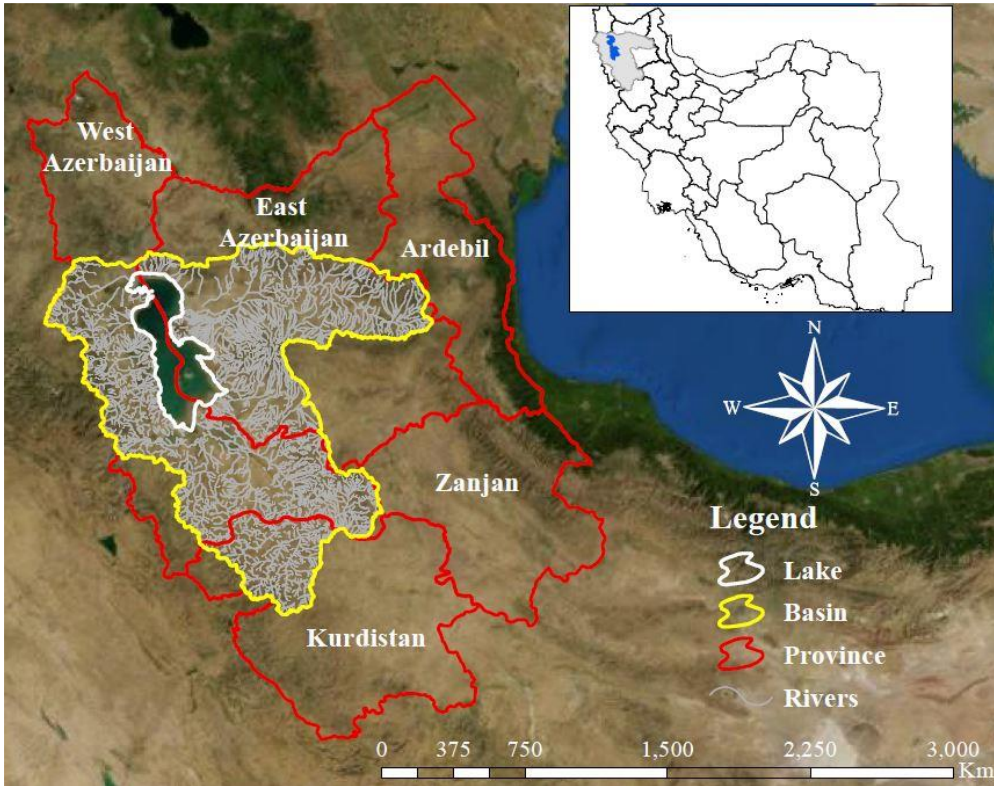 West
Azerbaijan
East
Azerbaijan
Ardebil
Zanjan
Kurdistan
N
W
E
S
Legend
Lake
Basin
Province
Rivers
0 375 750 1,500 2,250 3,000
Km